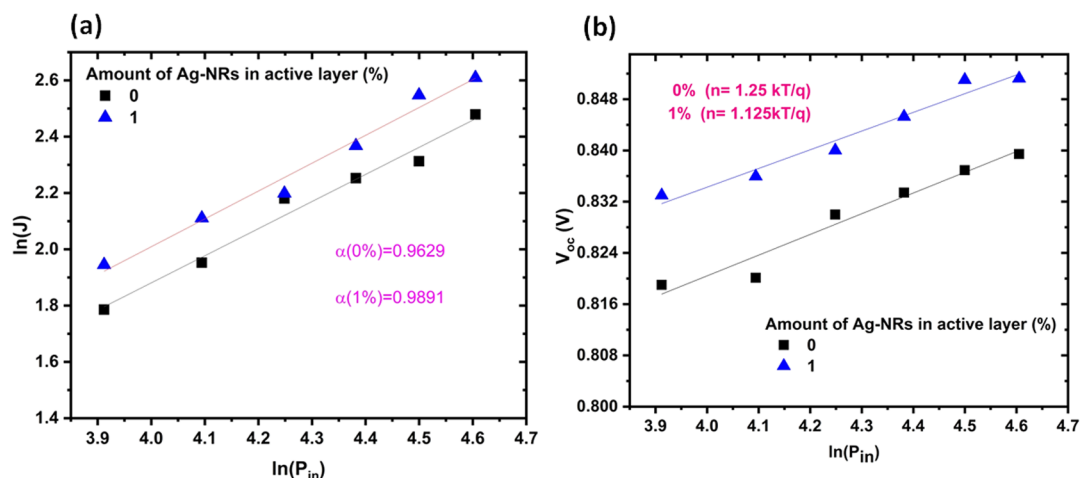 (a)
Amount of Ag-NRs in active layer (%)
0
1
α(0%)=0.9629
α(1%)=0.9891
ln(J)
2.6
2.4
2.2
2.0
1.8
1.6
1.4
3.9 4.0 4.1 4.2 4.3 4.4 4.5 4.6 4.7
ln(Pin)
(b)
0% (n= 1.25 kT/q)
1% (n= 1.125kT/q)
Voc (V)
0.848
0.840
0.832
0.824
0.816
0.808
0.800
Amount of Ag-NRs in active layer (%)
0
1
3.9 4.0 4.1 4.2 4.3 4.4 4.5 4.6 4.7
ln(Pin)